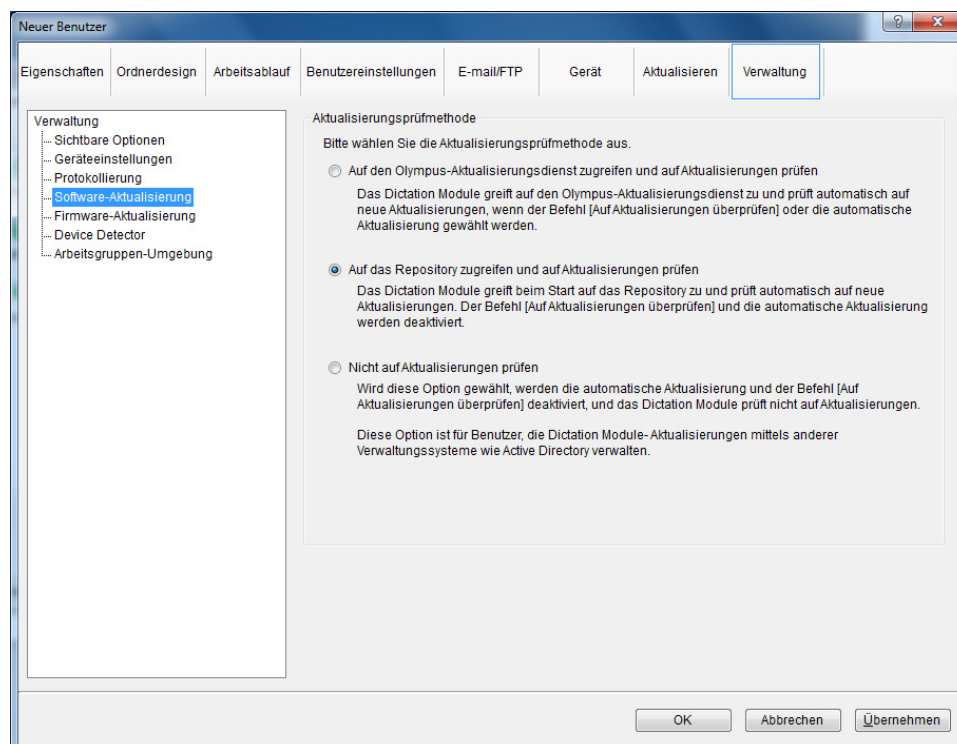 Neuer Benutzer
?
Eigenschaften
Ordnerdesign
Arbeitsablauf
Benutzereinstellungen
E-mail/FTP
Gerät
Aktualisieren
Verwaltung
Verwaltung
Sichtbare Optionen
Geräteeinstellungen
Protokollierung
Software-Aktualisierung
Firmware-Aktualisierung
Device Detector
Arbeitsgruppen-Umgebung
Aktualisierungsprüfmethode
Bitte wählen Sie die Aktualisierungsprüfmethode aus.
Auf den Olympus-Aktualisierungsdienst zugreifen und auf Aktualisierungen prüfen
Das Dictation Module greift auf den Olympus-Aktualisierungsdienst zu und prüft automatisch auf
neue Aktualisierungen, wenn der Befehl [Auf Aktualisierungen überprüfen] oder die automatische
Aktualisierung gewählt werden.
Auf das Repository zugreifen und auf Aktualisierungen prüfen
Das Dictation Module greift beim Start auf das Repository zu und prüft automatisch auf neue
Aktualisierungen. Der Befehl [Auf Aktualisierungen überprüfen] und die automatische Aktualisierung
werden deaktiviert.
Nicht auf Aktualisierungen prüfen
Wird diese Option gewählt, werden die automatische Aktualisierung und der Befehl [Auf
Aktualisierungen überprüfen] deaktiviert, und das Dictation Module prüft nicht auf Aktualisierungen.
Diese Option ist für Benutzer, die Dictation Module- Aktualisierungen mittels anderer
Verwaltungssysteme wie Active Directory verwalten.
OK
Abbrechen
Übernehmen